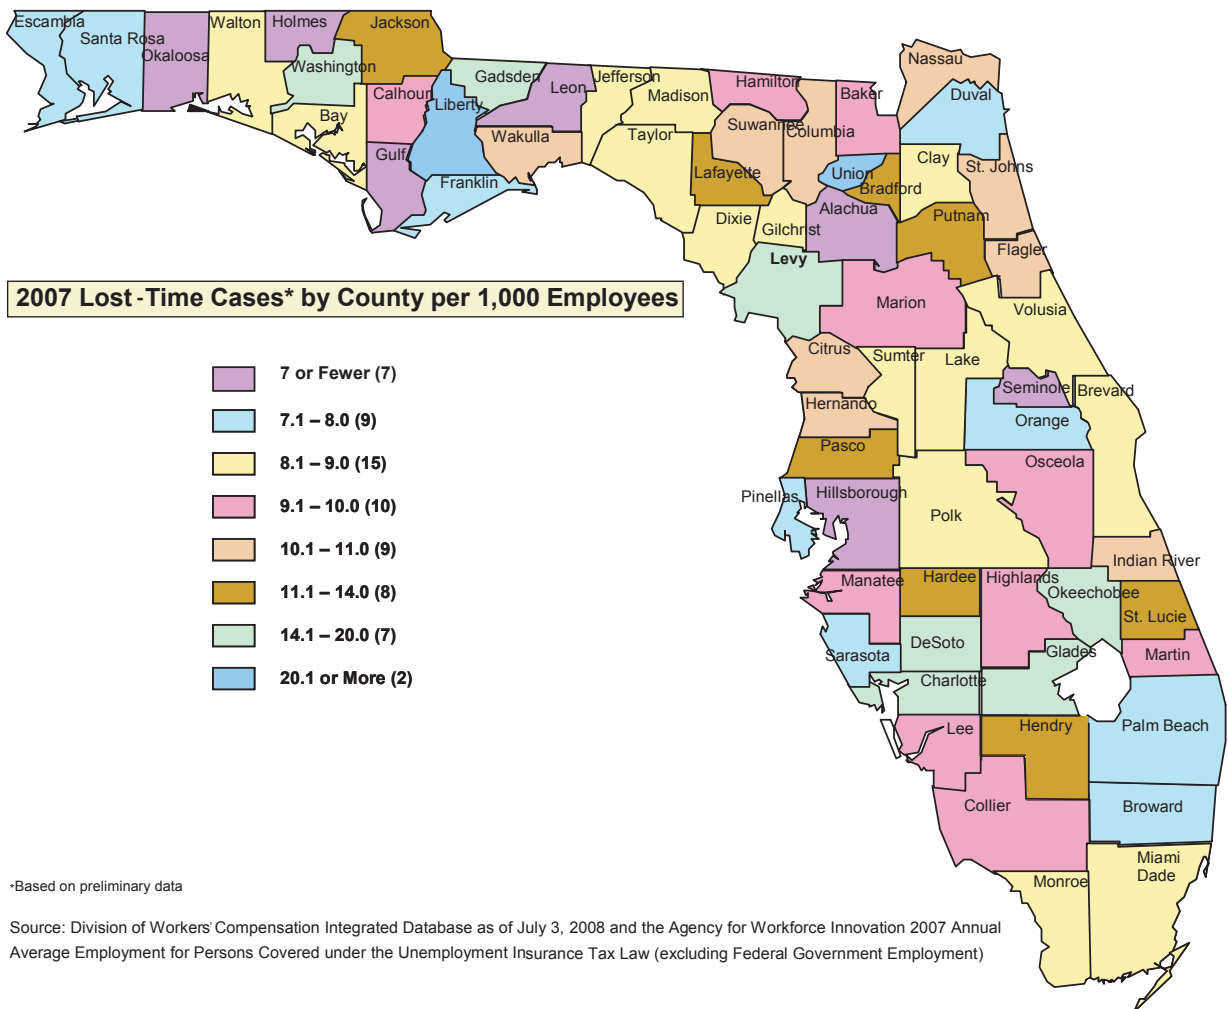 Escambia
Santa Rosa
Okaloosa
Walton
Holmes
Washington
Jackson
Bay
Calhoun
Gulf
Liberty
Gadsden
Franklin
Leon
Wakulla
Jefferson
Madison
Taylor
Hamilton
Suwannee
Lafayette
Dixie
Columbia
Gilchrist
Levy
Baker
Union
Bradford
Alachua
Nassau
Duval
Clay
St. Johns
Putnam
Flagler
Marion
Volusia
Citrus
Sumter
Lake
Hernando
Seminole
Brevard
Orange
Pasco
Osceola
Pinellas
Hillsborough
Polk
Indian River
Manatee
Hardee
Highlands
Okeechobee
St. Lucie
Sarasota
DeSoto
Glades
Martin
Charlotte
Lee
Hendry
Palm Beach
Collier
Broward
Monroe
Miami
Dade
2007 Lost-Time Cases* by County per 1,000 Employees
7 or Fewer (7)
7.1 – 8.0 (9)
8.1 – 9.0 (15)
9.1 – 10.0 (10)
10.1 – 11.0 (9)
11.1 – 14.0 (8)
14.1 – 20.0 (7)
20.1 or More (2)
*Based on preliminary data
Source: Division of Workers' Compensation Integrated Database as of July 3, 2008 and the Agency for Workforce Innovation 2007 Annual
Average Employment for Persons Covered under the Unemployment Insurance Tax Law (excluding Federal Government Employment)